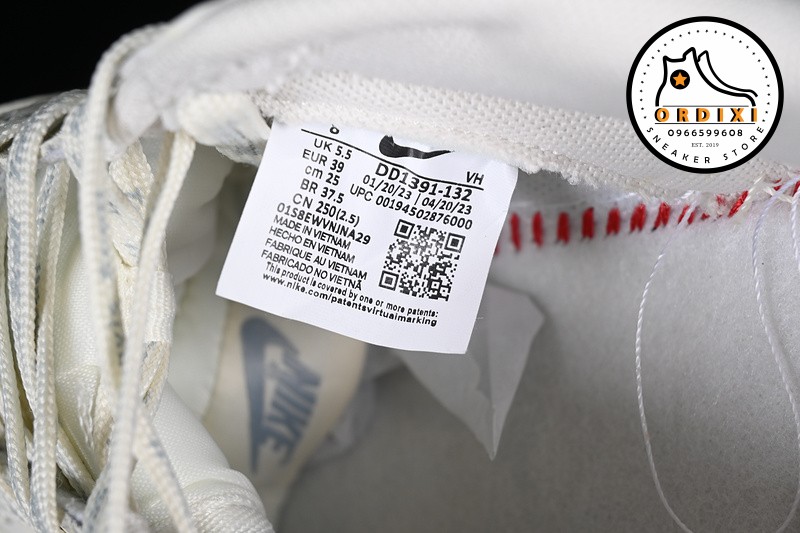 UK 5.5
EUR 39
cm 25
BR 37.5
CN 250(2.5)
DD1391-132
VH
01/20/23 | 04/20/23
UPC 00194502876000
01S8EWVNJNA29
MADE IN VIETNAM
HECHO EN VIETNAM
FABRIQUE AU VIETNAM
FABRICADO NO VIETNÃ
This product is covered by one or more patents:
www.nike.com/patentsvirtualmarking
NIKE
ORDIXI
0966599608
EST. 2019
SNEAKER STORE